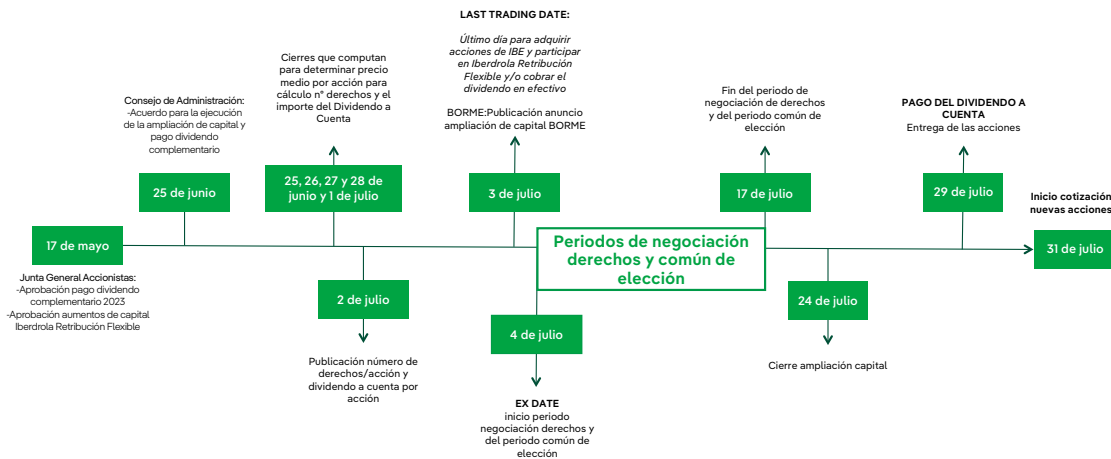 17 de mayo
Junta General Accionistas:
-Aprobación pago dividendo
complementario 2023
-Aprobación aumentos de capital
Iberdrola Retribución Flexible
Consejo de Administración:
-Acuerdo para la ejecución
de la ampliación de capital y
pago dividendo
complementario
25 de junio
Cierres que computan
para determinar precio
medio por acción para
cálculo nº derechos y el
importe del Dividendo a
Cuenta
25, 26, 27 y 28 de
junio y 1 de julio
2 de julio
Publicación número de
derechos/acción y
dividendo a cuenta por
acción
LAST TRADING DATE:
Último día para adquirir
acciones de IBE y participar
en Iberdrola Retribución
Flexible y/o cobrar el
dividendo en efectivo
BORME:Publicación anuncio
ampliación de capital BORME
3 de julio
Periodos de negociación
derechos y común de
elección
4 de julio
EX DATE
inicio periodo
negociación derechos y
del periodo común de
elección
Fin del periodo de
negociación de derechos
y del periodo común de
elección
17 de julio
24 de julio
Cierre ampliación capital
PAGO DEL DIVIDENDO A
CUENTA
Entrega de las acciones
29 de julio
Inicio cotización
nuevas acciones
31 de julio